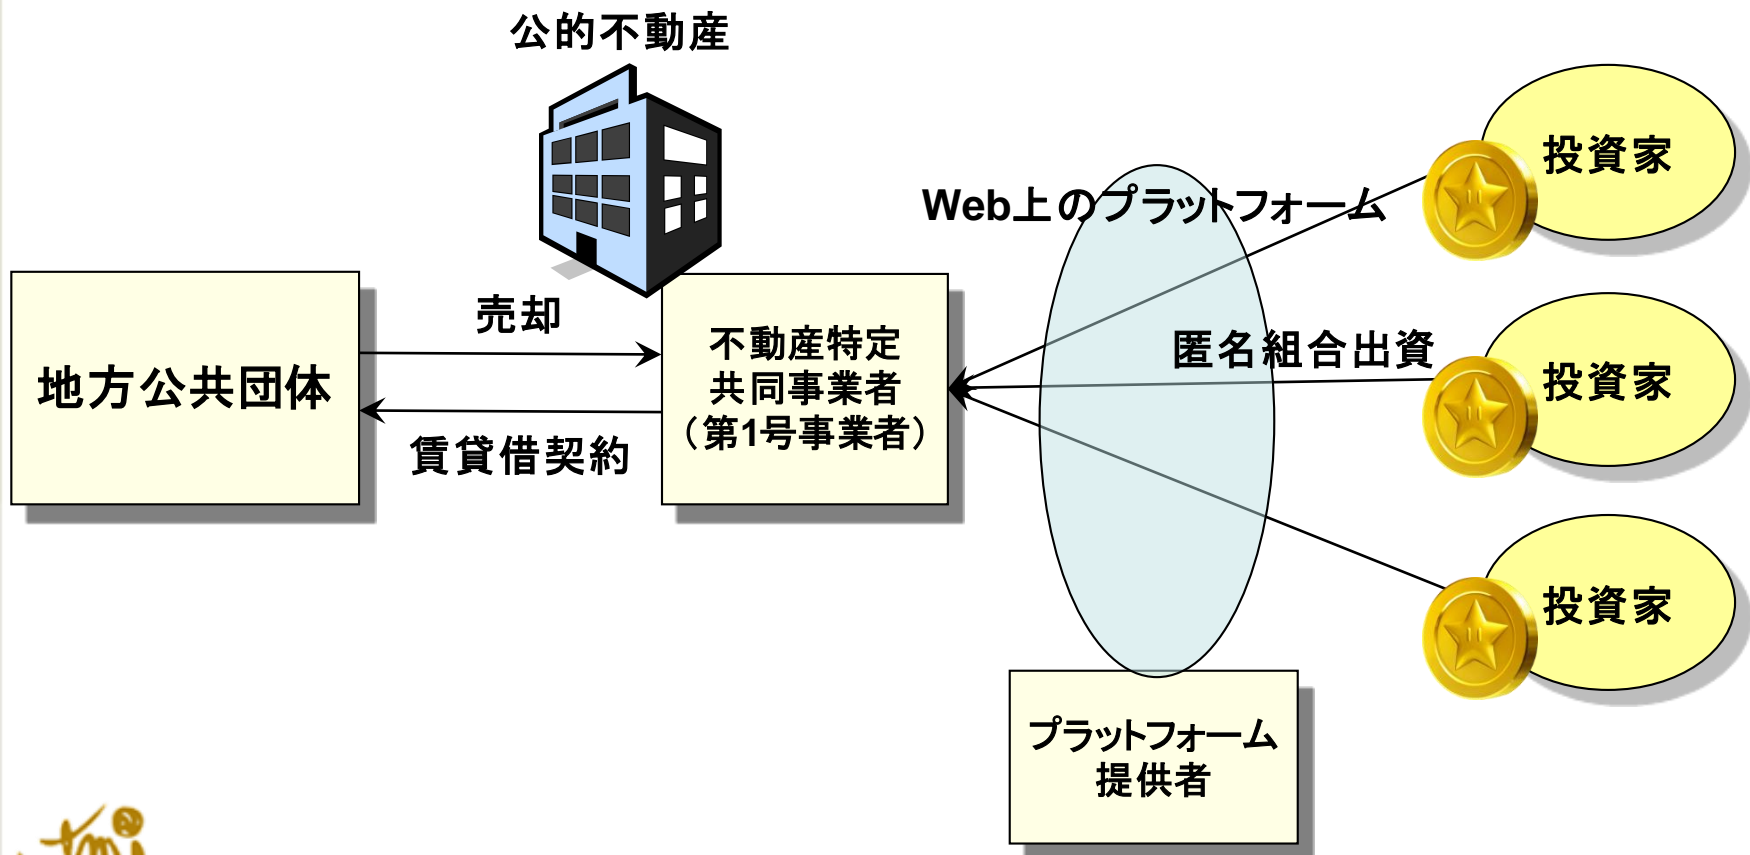 公的不動産
投資家
Web上のプラットフォーム
売却
不動産特定
共同事業者
（第1号事業者）
地方公共団体
匿名組合出資
投資家
賃貸借契約
投資家
プラットフォーム
提供者